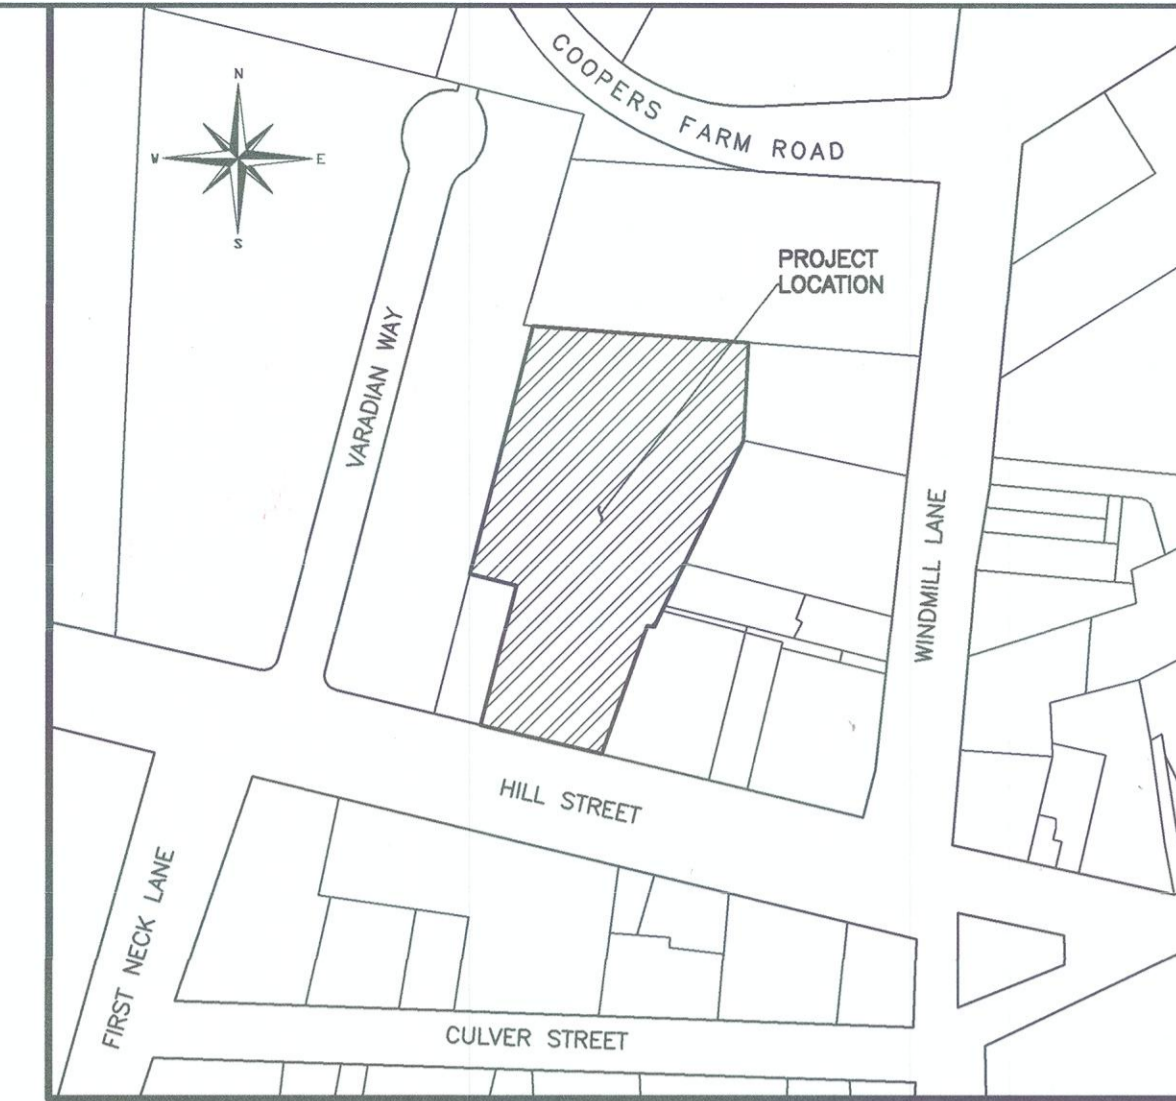 COOPERS FARM ROAD
N
W E
S
PROJECT
LOCATION
VARADIAN WAY
WINDMILL LANE
HILL STREET
FIRST NECK LANE
CULVER STREET